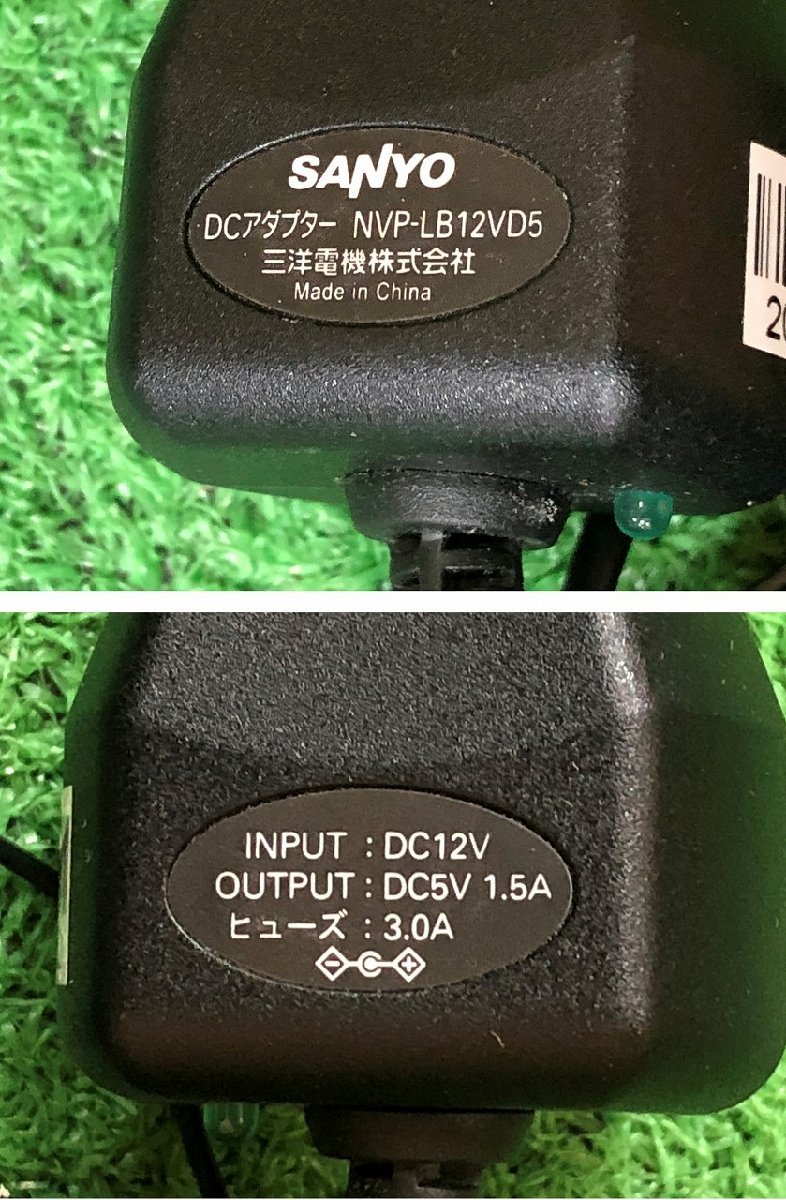 SANYO
DCアダプター NVP-LB12VD5
三洋電機株式会社
Made in China
INPUT : DC12V
OUTPUT : DC5V 1.5A
ヒューズ : 3.0A